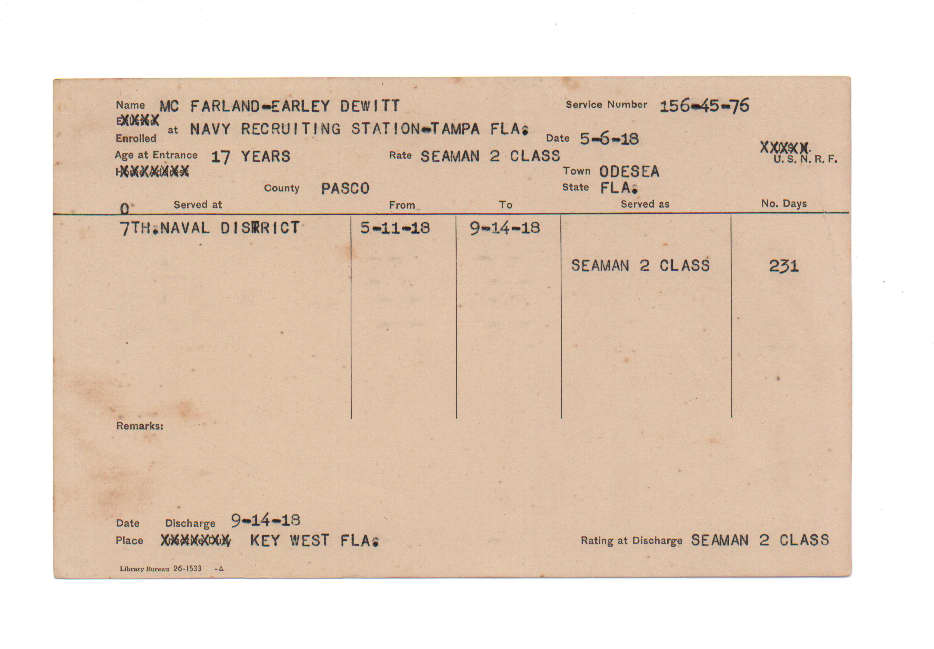 Name MC FARLAND-EARLEY DEWITT Service Number 156-45-76
XXXX
Enrolled at NAVY RECRUITING STATION-TAMPA FLA. Date 5-6-18
XXXXX
U. S. N. R. F.
Age at Entrance 17 YEARS Rate SEAMAN 2 CLASS
XXXXXXX Town ODESEA
County PASCO State FLA.
0 Served at From To Served as No. Days
7TH.NAVAL DISTRICT 5-11-18 9-14-18
SEAMAN 2 CLASS 231
Remarks:
Date Discharge 9-14-18
Place XXXXXXX KEY WEST FLA. Rating at Discharge SEAMAN 2 CLASS
Library Bureau 26-1533 -A